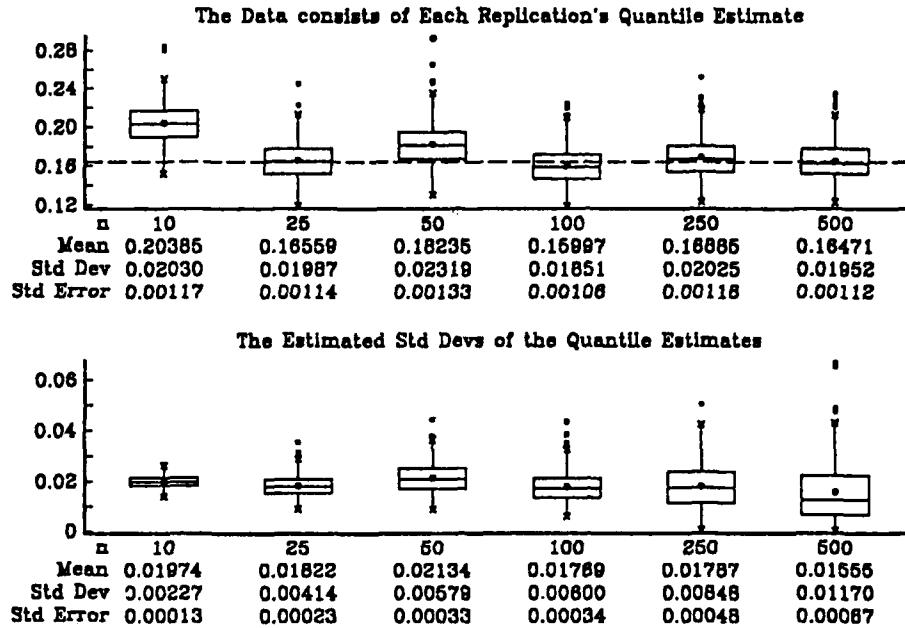 The Data consists of Each Replication's Quantile Estimate
0.28
0.24
0.20
0.16
0.12
n 10 25 50 100 250 500
Mean 0.20385 0.16559 0.18235 0.15997 0.16885 0.16471
Std Dev 0.02030 0.01987 0.02319 0.01851 0.02025 0.01952
Std Error 0.00117 0.00114 0.00133 0.00106 0.00116 0.00112
The Estimated Std Devs of the Quantile Estimates
0.06
0.04
0.02
0
n 10 25 50 100 250 500
Mean 0.01974 0.01822 0.02134 0.01769 0.01787 0.01555
Std Dev 0.00227 0.00414 0.00579 0.00600 0.00846 0.01170
Std Error 0.00013 0.00023 0.00033 0.00034 0.00048 0.00067